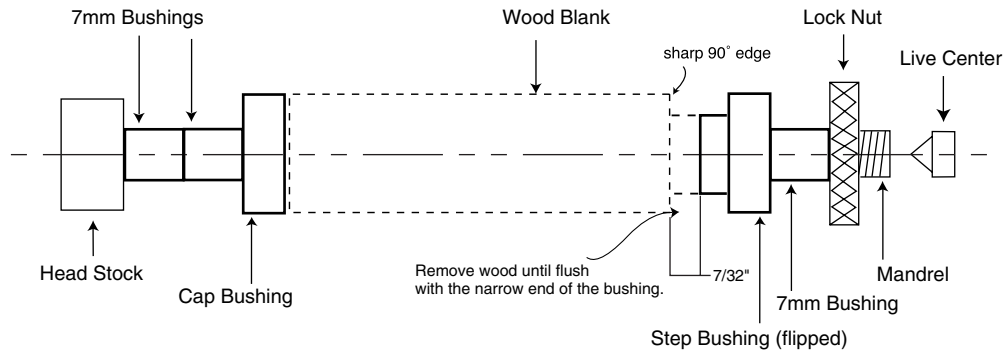 7mm Bushings
Wood Blank
Lock Nut
sharp 90° edge
Live Center
Head Stock
Cap Bushing
Remove wood until flush
with the narrow end of the bushing.
7/32"
Mandrel
7mm Bushing
Step Bushing (flipped)